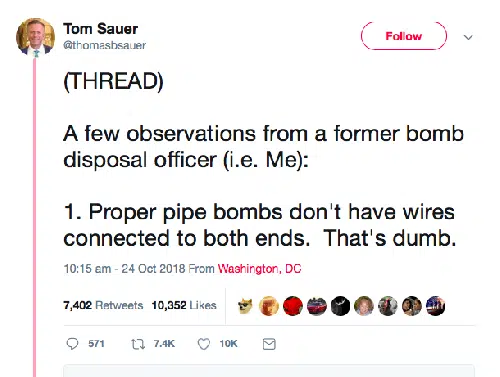 Tom Sauer
@thomasbsauer
Follow
(THREAD)
A few observations from a former bomb
disposal officer (i.e. Me):
1. Proper pipe bombs don't have wires
connected to both ends.  That's dumb.
10:15 am - 24 Oct 2018 From Washington, DC
7,402 Retweets 10,352 Likes
571 7.4K 10K